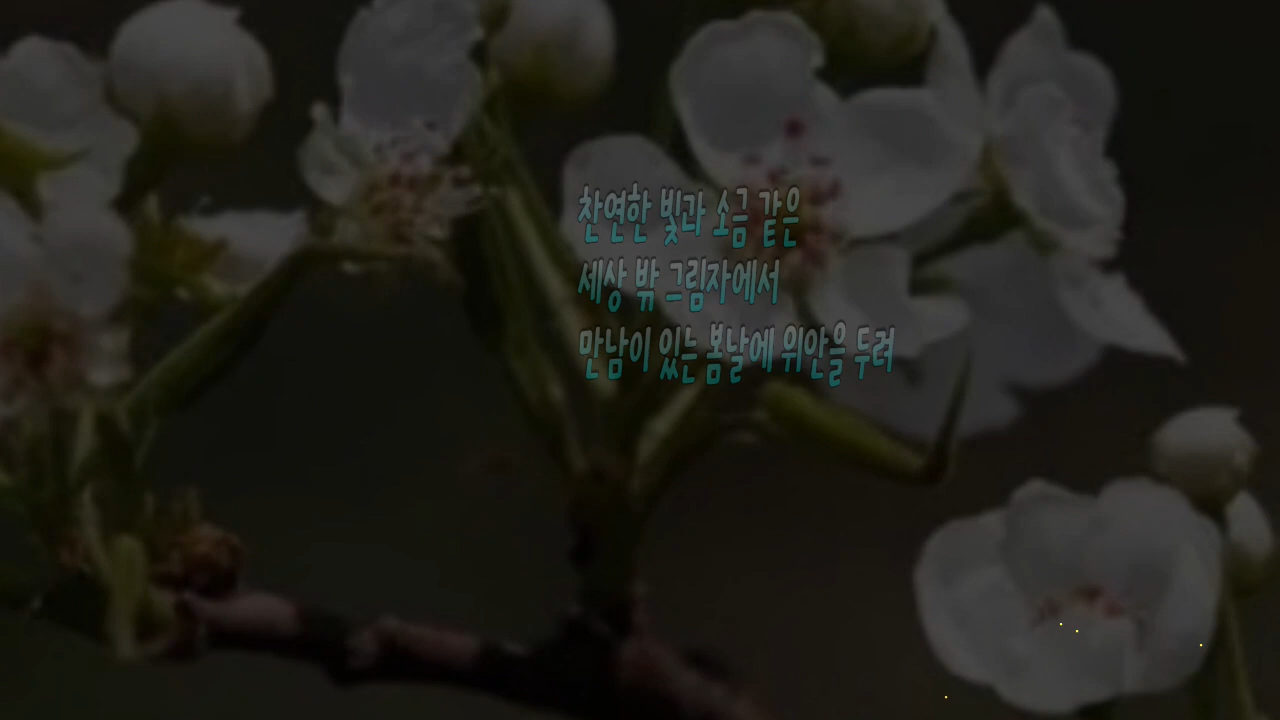 찬연한 빛과 소금 같은
세상 밖 그림자에서
만남이 있는 봄날에 위안을 두려